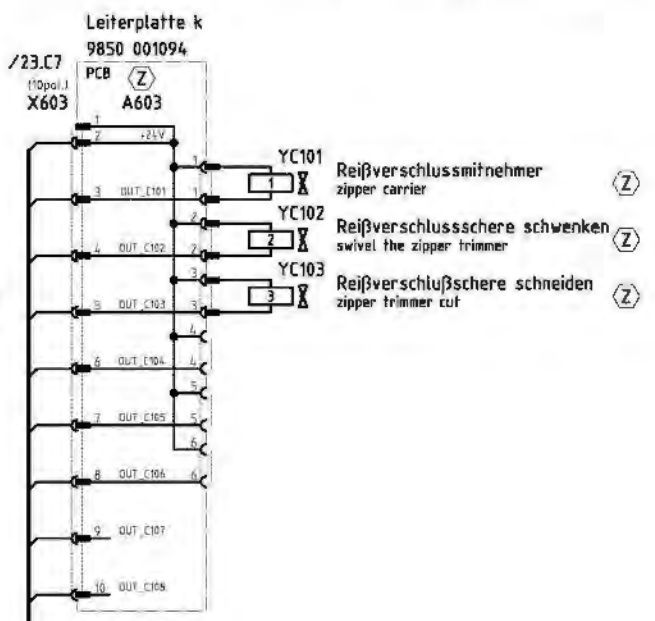 Leiterplatte k
9850 001094
/23.C7
(10pol.)
X603
PCB
Z
A603
1
2 +24V
1
YC101
1
Reißverschlussmitnehmer
zipper carrier
Z
3 OUT_C101 1
2
YC102
2
Reißverschlussschere schwenken
swivel the zipper trimmer
Z
4 OUT_C102 2
3
YC103
3
Reißverschlußschere schneiden
zipper trimmer cut
Z
5 OUT_C103 3
4
6 OUT_C104 4
5
7 OUT_C105 5
6
8 OUT_C106 6
9 OUT_C107
10 OUT_C108